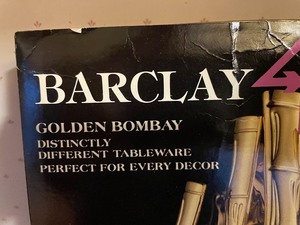 BARCLAY
GOLDEN BOMBAY
DISTINCTLY
DIFFERENT TABLEWARE
PERFECT FOR EVERY DECOR